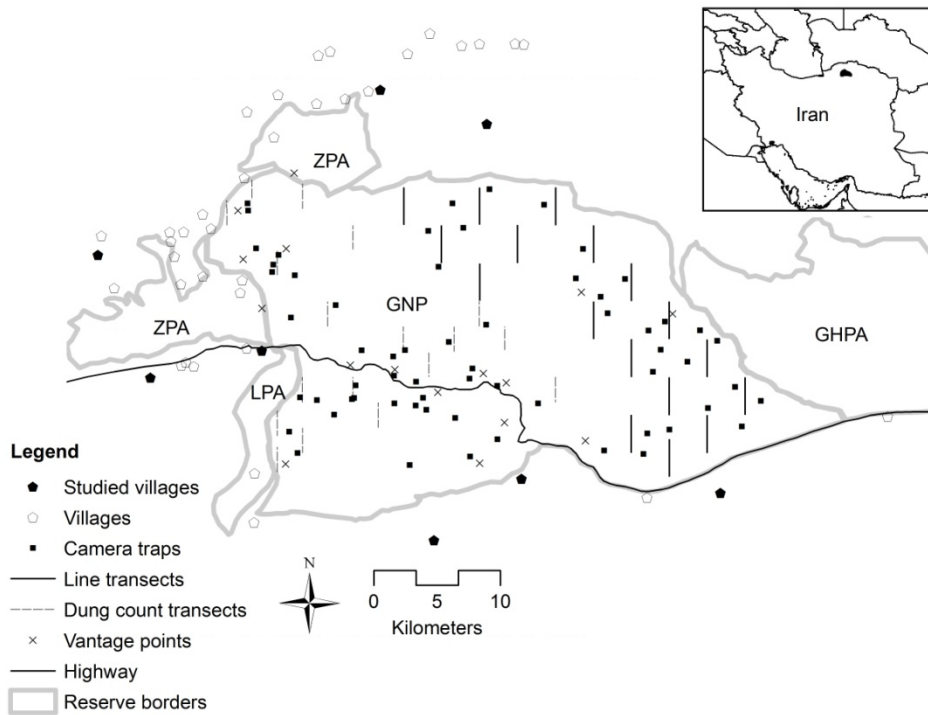 Iran
ZPA
GNP
ZPA
GHPA
LPA
Legend
Studied villages
Villages
Camera traps
Line transects
Dung count transects
Vantage points
Highway
Reserve borders
N
0 5 10
Kilometers